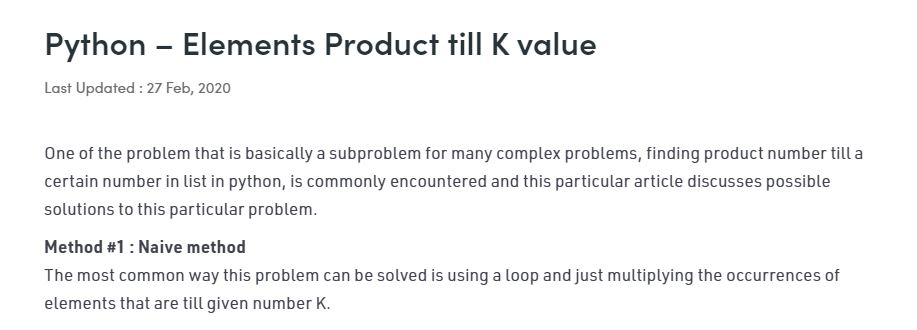 Python – Elements Product till K value
Last Updated : 27 Feb, 2020
One of the problem that is basically a subproblem for many complex problems, finding product number till a
certain number in list in python, is commonly encountered and this particular article discusses possible
solutions to this particular problem.
Method #1 : Naive method
The most common way this problem can be solved is using a loop and just multiplying the occurrences of
elements that are till given number K.